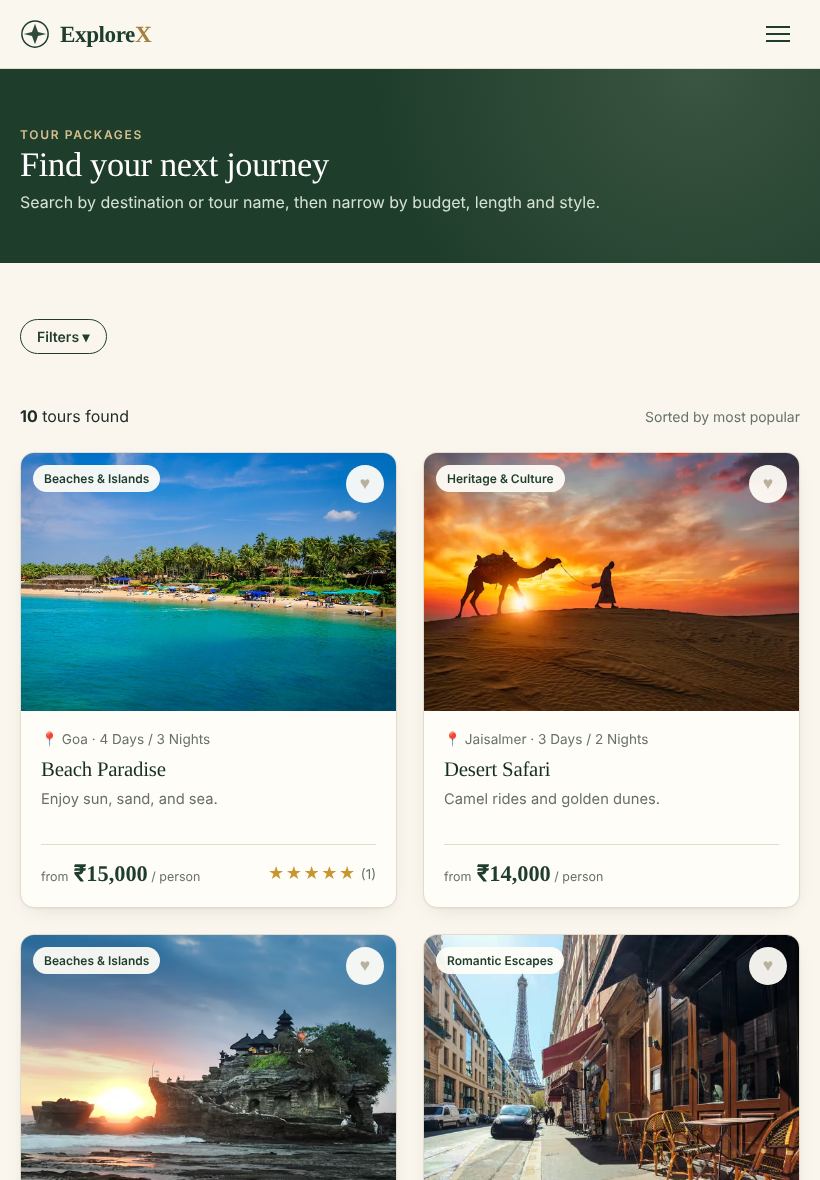 ExploreX
TOUR PACKAGES
Find your next journey
Search by destination or tour name, then narrow by budget, length and style.
Filters ▾
10 tours found
Sorted by most popular
Beaches & Islands
♥
Heritage & Culture
♥
📍 Goa · 4 Days / 3 Nights
Beach Paradise
Enjoy sun, sand, and sea.
from ₹15,000 / person
★★★★★ (1)
📍 Jaisalmer · 3 Days / 2 Nights
Desert Safari
Camel rides and golden dunes.
from ₹14,000 / person
Beaches & Islands
♥
Romantic Escapes
♥